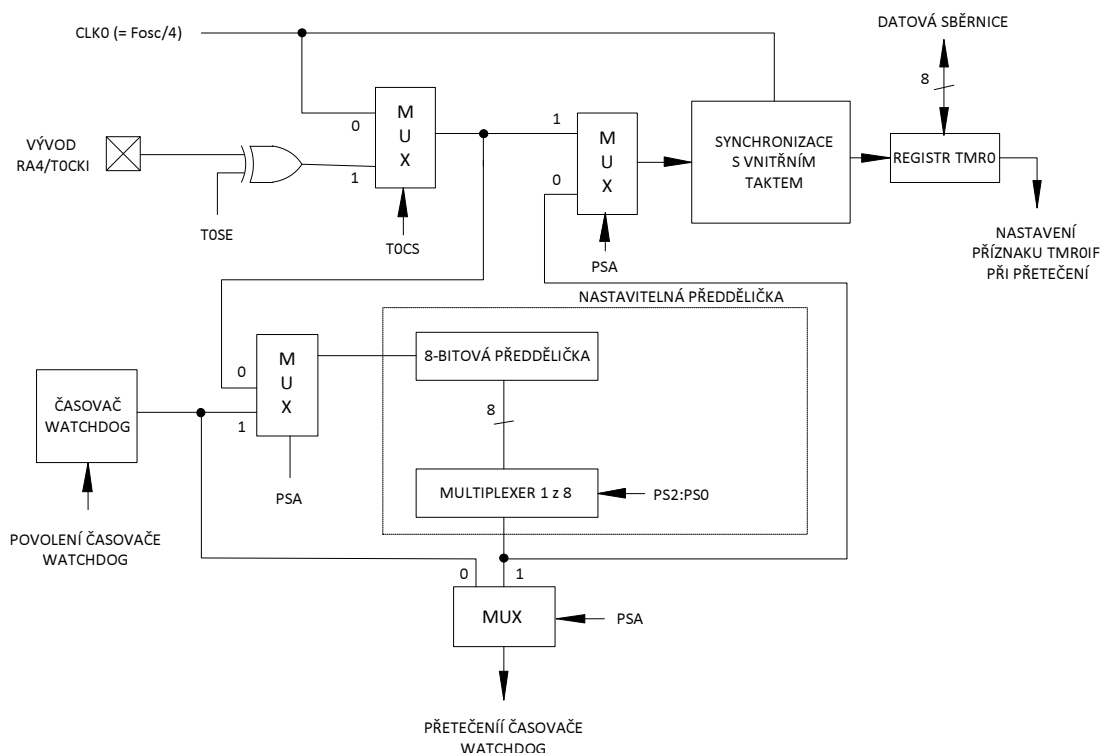 CLK0 (= Fosc/4)
DATOVÁ SBĚRNICE
8
VÝVOD
RA4/T0CKI
T0SE
0
1
M
U
X
T0CS
1
0
M
U
X
PSA
SYNCHRONIZACE
S VNITŘNÍM
TAKTEM
REGISTR TMR0
NASTAVENÍ
PŘÍZNAKU TMR0IF
PŘI PŘETEČENÍ
NASTAVITELNÁ PŘEDDĚLIČKA
8-BITOVÁ PŘEDDĚLIČKA
8
MULTIPLEXER 1 z 8
PS2:PS0
0
1
M
U
X
PSA
ČASOVAČ
WATCHDOG
POVOLENÍ ČASOVAČE
WATCHDOG
0
1
MUX
PSA
PŘETEČENÍÍ ČASOVAČE
WATCHDOG